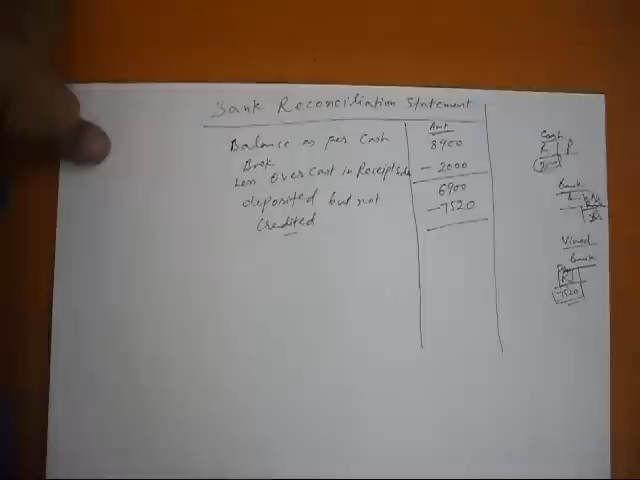 Bank Reconciliation Statement
Amt
Balance as per Cash 8900
Book
Less Over Cast in Receipt Side - 2000
6900
deposited but not - 7520
Credited
Cash
R P
2000
Bank
Vinod
Bank
R
7520